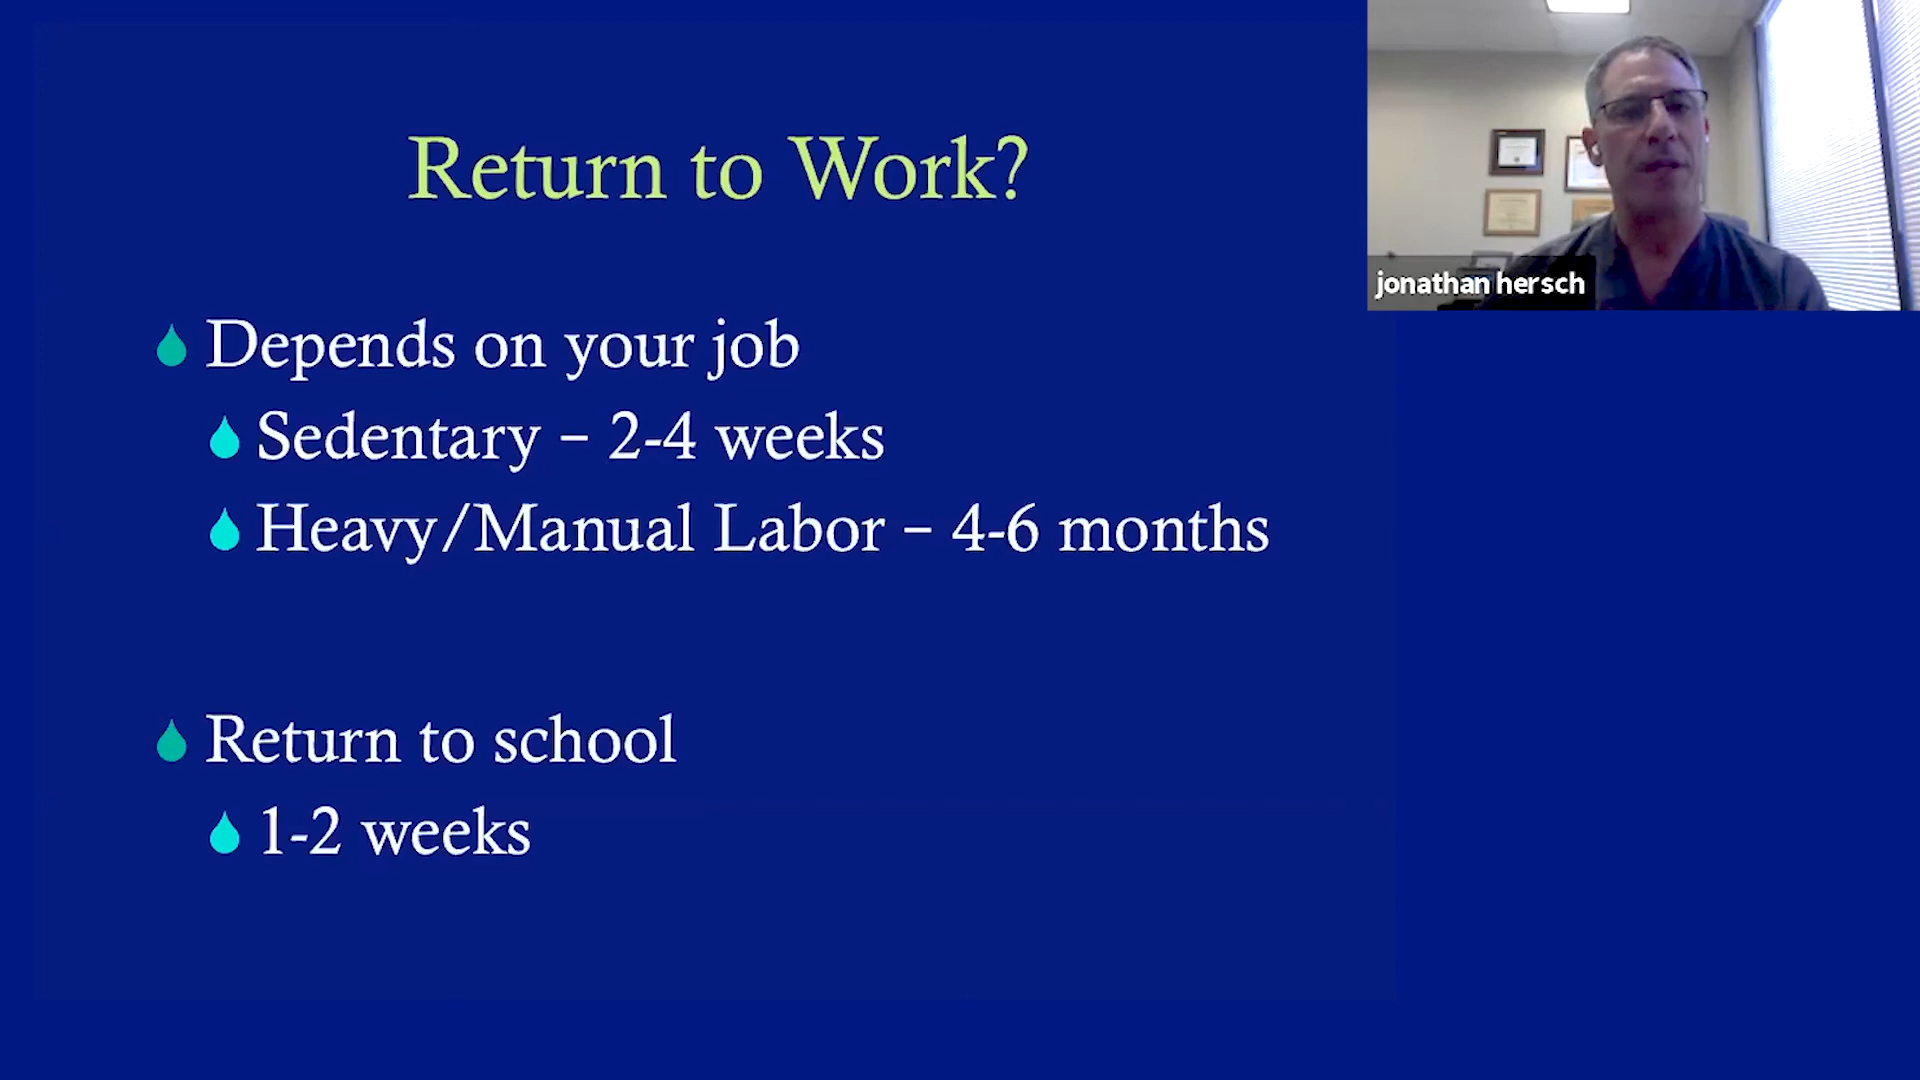 Return to Work?
Depends on your job
Sedentary – 2-4 weeks
Heavy/Manual Labor – 4-6 months
Return to school
1-2 weeks
jonathan hersch